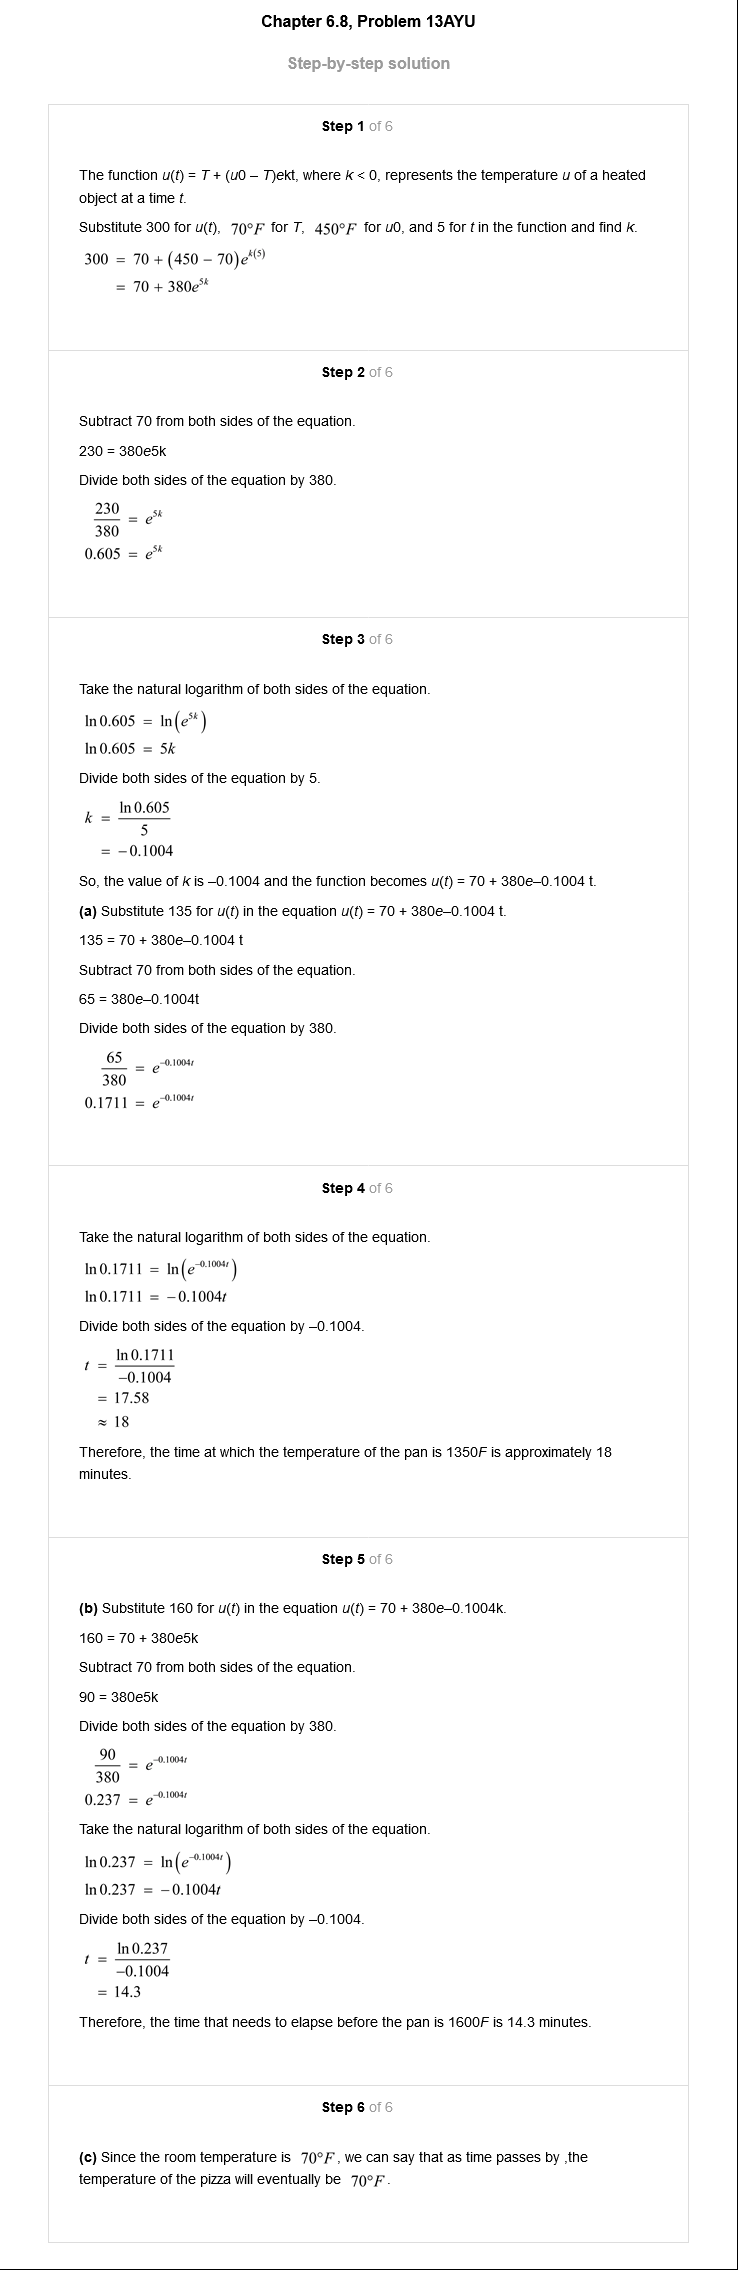 Chapter 6.8, Problem 13AYU
Step-by-step solution
Step 1 of 6
The function u(t) = T + (u0 – T)ekt, where k < 0, represents the temperature u of a heated
object at a time t.
Substitute 300 for u(t), 70°F for T, 450°F for u0, and 5 for t in the function and find k.
300 = 70 + (450 − 70)e^{k(5)}
= 70 + 380e^{5k}
Step 2 of 6
Subtract 70 from both sides of the equation.
230 = 380e5k
Divide both sides of the equation by 380.
230/380 = e^{5k}
0.605 = e^{5k}
Step 3 of 6
Take the natural logarithm of both sides of the equation.
ln 0.605 = ln(e^{5k})
ln 0.605 = 5k
Divide both sides of the equation by 5.
k = ln 0.605/5
= −0.1004
So, the value of k is –0.1004 and the function becomes u(t) = 70 + 380e–0.1004 t.
(a) Substitute 135 for u(t) in the equation u(t) = 70 + 380e–0.1004 t.
135 = 70 + 380e–0.1004 t
Subtract 70 from both sides of the equation.
65 = 380e–0.1004t
Divide both sides of the equation by 380.
65/380 = e^{−0.1004t}
0.1711 = e^{−0.1004t}
Step 4 of 6
Take the natural logarithm of both sides of the equation.
ln 0.1711 = ln(e^{−0.1004t})
ln 0.1711 = −0.1004t
Divide both sides of the equation by –0.1004.
t = ln 0.1711/−0.1004
= 17.58
≈ 18
Therefore, the time at which the temperature of the pan is 1350F is approximately 18
minutes.
Step 5 of 6
(b) Substitute 160 for u(t) in the equation u(t) = 70 + 380e–0.1004k.
160 = 70 + 380e5k
Subtract 70 from both sides of the equation.
90 = 380e5k
Divide both sides of the equation by 380.
90/380 = e^{−0.1004t}
0.237 = e^{−0.1004t}
Take the natural logarithm of both sides of the equation.
ln 0.237 = ln(e^{−0.1004t})
ln 0.237 = −0.1004t
Divide both sides of the equation by –0.1004.
t = ln 0.237/−0.1004
= 14.3
Therefore, the time that needs to elapse before the pan is 1600F is 14.3 minutes.
Step 6 of 6
(c) Since the room temperature is 70°F, we can say that as time passes by ,the
temperature of the pizza will eventually be 70°F.